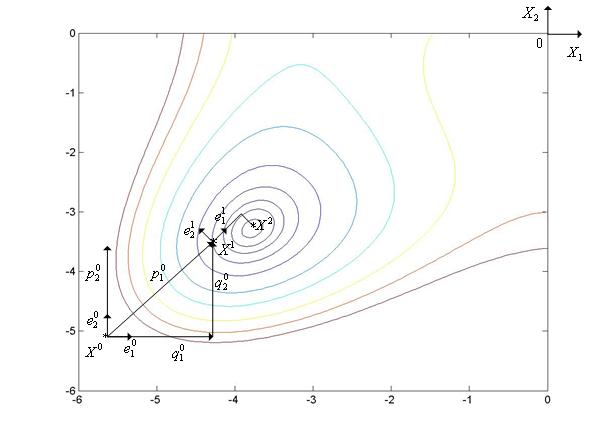 X₂
0
0
X₁
-1
-2
-3
e₂¹ e₁¹ X²
X¹
-4
p₂⁰ p₁⁰ q₂⁰
e₂⁰
-5
X⁰ e₁⁰ q₁⁰
-6
-6 -5 -4 -3 -2 -1 0